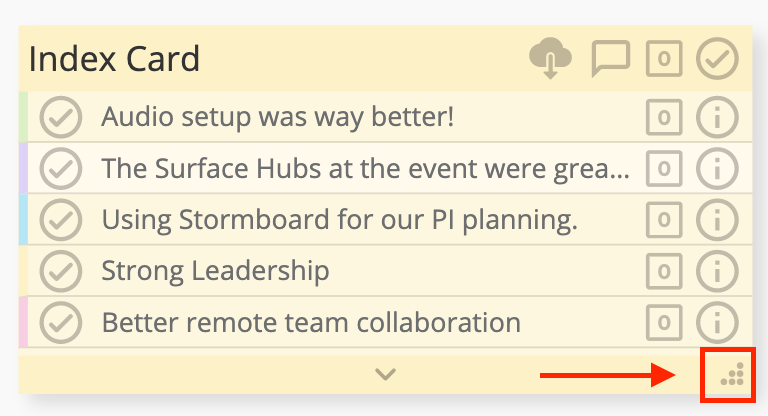 Index Card 0
Audio setup was way better! 0
The Surface Hubs at the event were grea... 0
Using Stormboard for our PI planning. 0
Strong Leadership 0
Better remote team collaboration 0